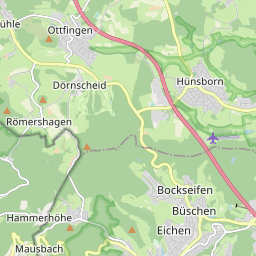 ühle
Ottfingen
Hünsborn
Dörnscheid
Römershagen
Bockseifen
Büschen
Hammerhöhe
Eichen
Mausbach